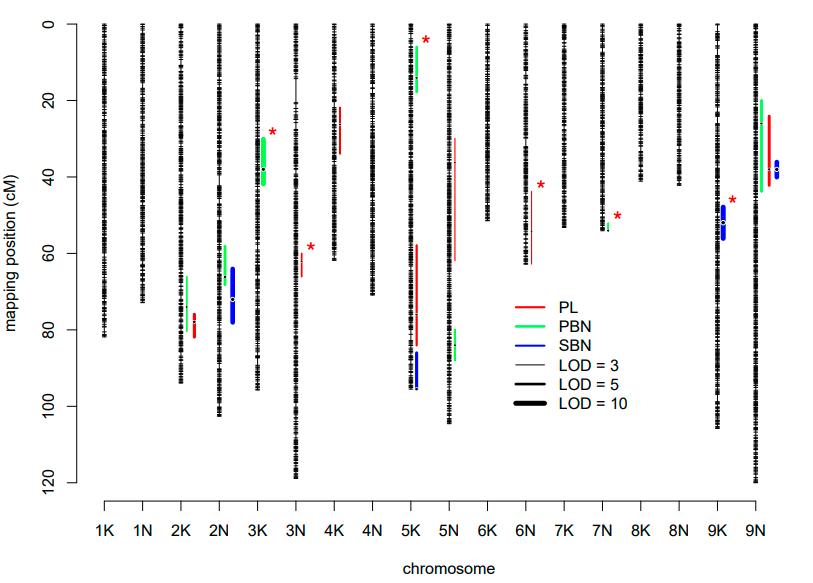 mapping position (cM)
0
20
40
60
80
100
120
*
*
*
*
*
*
PL
PBN
SBN
LOD = 3
LOD = 5
LOD = 10
1K 1N 2K 2N 3K 3N 4K 4N 5K 5N 6K 6N 7K 7N 8K 8N 9K 9N
chromosome